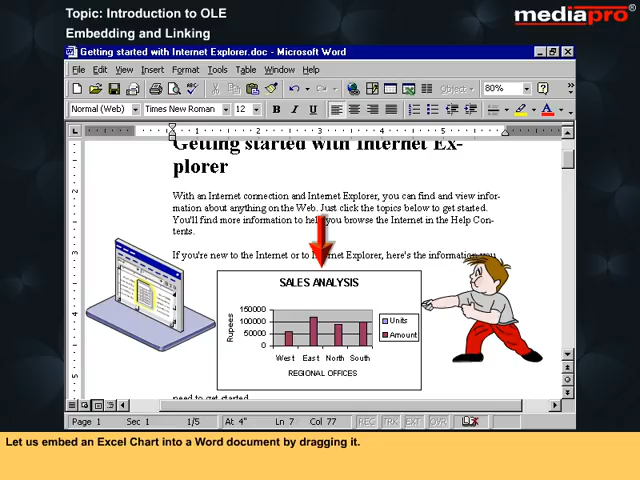 Topic: Introduction to OLE
Embedding and Linking
mediapro®
Getting started with Internet Explorer.doc - Microsoft Word
File Edit View Insert Format Tools Table Window Help
Object
80%
Normal (Web) Times New Roman 12 B I U A
1 2 3 4 5
Getting started with Internet Ex-
plorer
With an Internet connection and Internet Explorer, you can find and view infor-
mation about anything on the Web. Just click the topics below to get started.
You'll find more information to help you browse the Internet in the Help Con-
tents.
If you're new to the Internet or to Internet Explorer, here's the information you
SALES ANALYSIS
Rupees
150000
100000
50000
0
West East North South
REGIONAL OFFICES
Units
Amount
need to get started
Page 1 Sec 1 1/5 At 4" Ln 7 Col 77 REC TRK EXT OVR
Let us embed an Excel Chart into a Word document by dragging it.